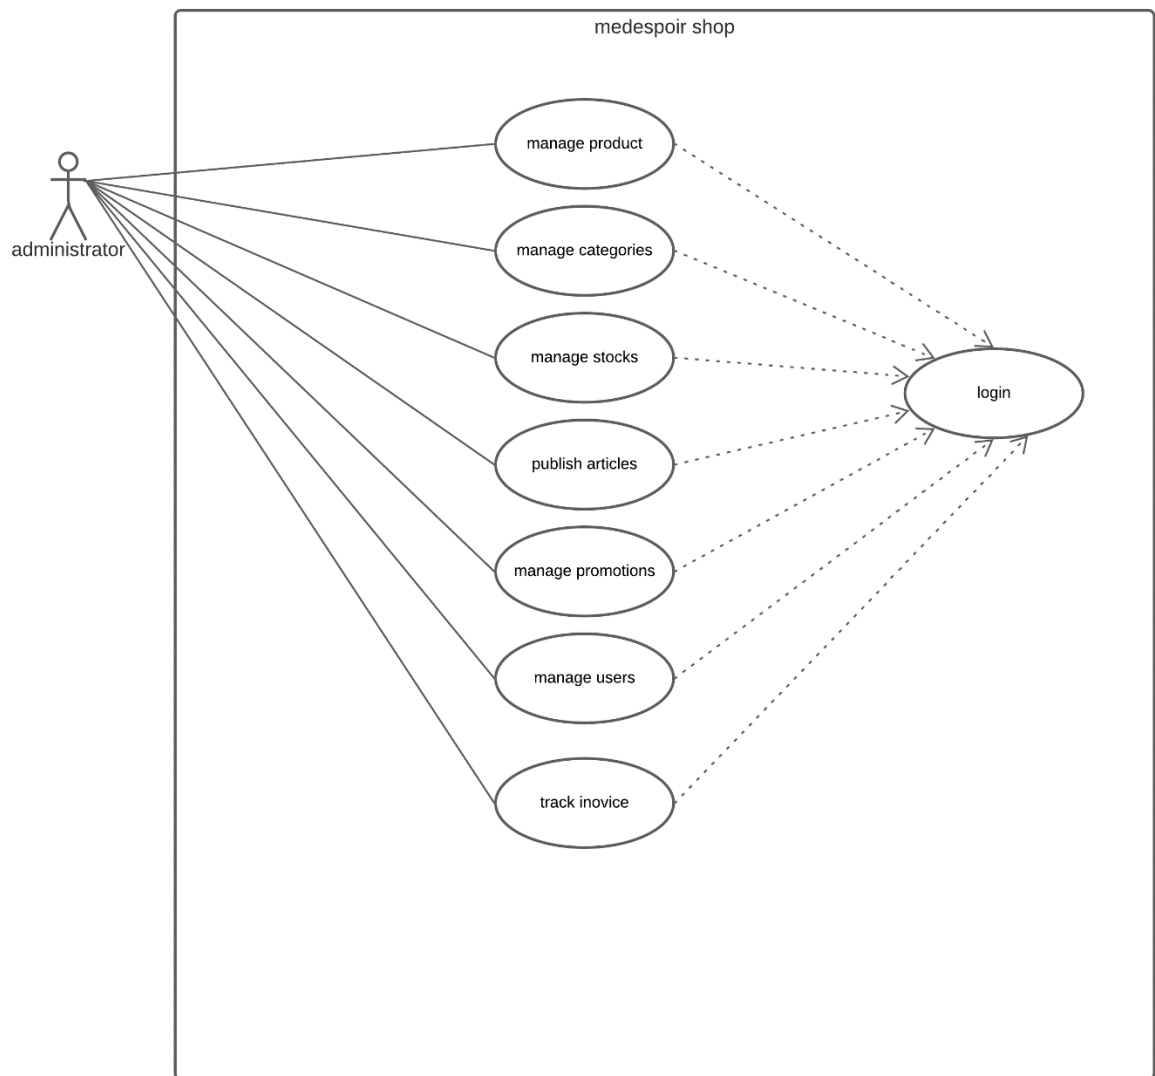 medespoir shop
administrator
manage product
manage categories
manage stocks
publish articles
manage promotions
manage users
track inovice
login